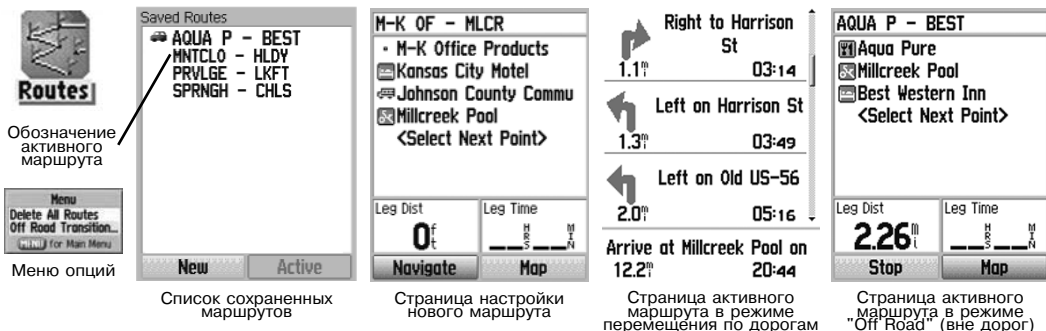 Routes
Обозначение
активного
маршрута
Menu
Delete All Routes
Off Road Transition...
MENU for Main Menu
Меню опций
Saved Routes
AQUA P - BEST
MNTCLO - HLDY
PRVLGE - LKFT
SPRNGH - CHLS
New
Active
Список сохраненных
маршрутов
M-K OF - MLCR
· M-K Office Products
Kansas City Motel
Johnson County Commu
Millcreek Pool
<Select Next Point>
Leg Dist
Leg Time
0 ft
__HRS__MIN
Navigate
Map
Страница настройки
нового маршрута
Right to Harrison
St
1.1mi
03:14
Left on Harrison St
1.3mi
03:49
Left on Old US-56
2.0mi
05:16
Arrive at Millcreek Pool on
12.2mi
20:44
Страница активного
маршрута в режиме
перемещения по дорогам
AQUA P - BEST
Aqua Pure
Millcreek Pool
Best Western Inn
<Select Next Point>
Leg Dist
Leg Time
2.26 mi
__HRS__MIN
Stop
Map
Страница активного
маршрута в режиме
"Off Road" (вне дорог)